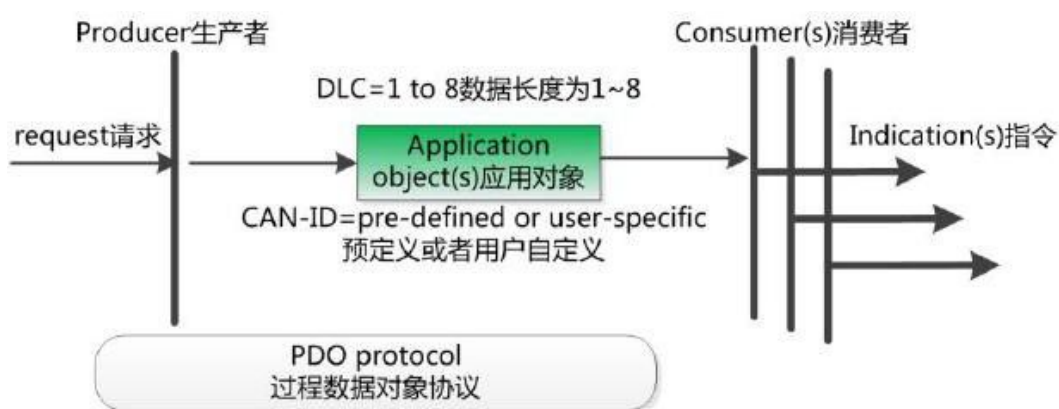 Producer生产者
Consumer(s)消费者
DLC=1 to 8数据长度为1~8
request请求
Application
object(s)应用对象
Indication(s)指令
CAN-ID=pre-defined or user-specific
预定义或者用户自定义
PDO protocol
过程数据对象协议